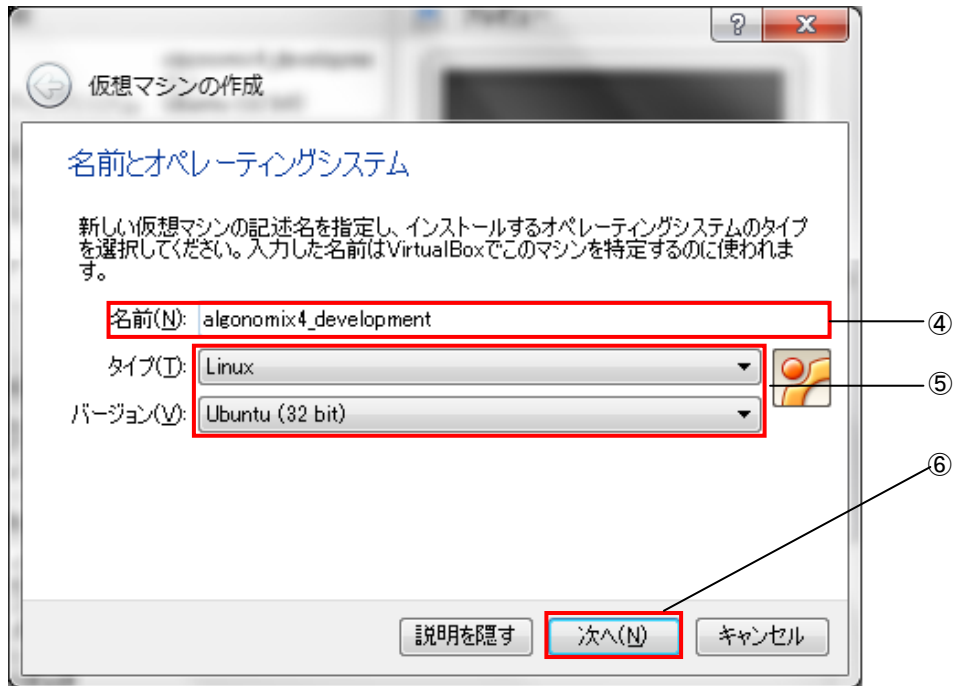 ?
X
仮想マシンの作成
名前とオペレーティングシステム
新しい仮想マシンの記述名を指定し、インストールするオペレーティングシステムのタイプ
を選択してください。入力した名前はVirtualBoxでこのマシンを特定するのに使われま
す。
名前(N): algonomix4_development
④
タイプ(T): Linux
⑤
バージョン(V): Ubuntu (32 bit)
⑥
説明を隠す 次へ(N) キャンセル